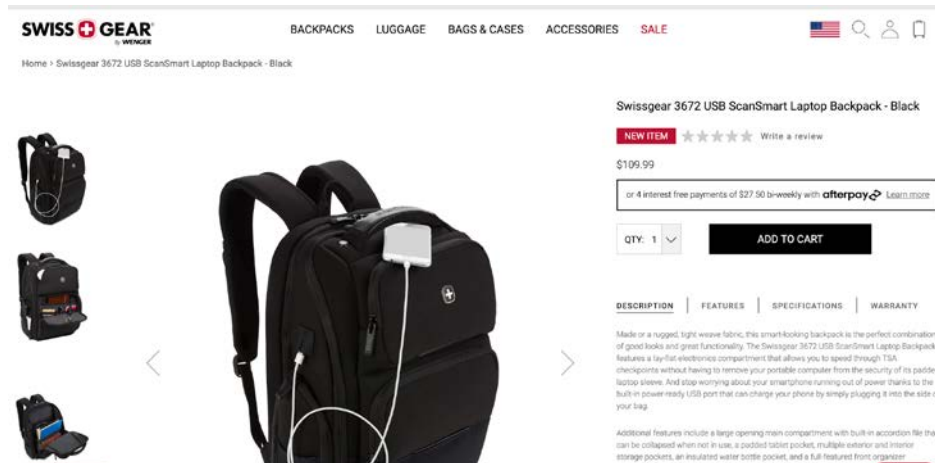 SWISS GEAR
by WENGER
BACKPACKS LUGGAGE BAGS & CASES ACCESSORIES SALE
Home > Swissgear 3672 USB ScanSmart Laptop Backpack - Black
Swissgear 3672 USB ScanSmart Laptop Backpack - Black
NEW ITEM Write a review
$109.99
or 4 interest free payments of $27.50 bi-weekly with afterpay Learn more
QTY: 1 ADD TO CART
DESCRIPTION | FEATURES | SPECIFICATIONS | WARRANTY
Made or a rugged, tight weave fabric, this smart-looking backpack is the perfect combination
of good looks and great functionality. The Swissgear 3672 USB ScanSmart Laptop Backpack
features a lay-flat electronics compartment that allows you to speed through TSA
checkpoints without having to remove your portable computer from the security of its padde
laptop sleeve. And stop worrying about your smartphone running out of power thanks to the
built-in power-ready USB port that can charge your phone by simply plugging it into the side o
your bag.
Additional features include a large opening main compartment with built-in accordion file tha
can be collapsed when not in use, a padded tablet pocket, multiple exterior and interior
storage pockets, an insulated water bottle pocket, and a full-featured front organizer